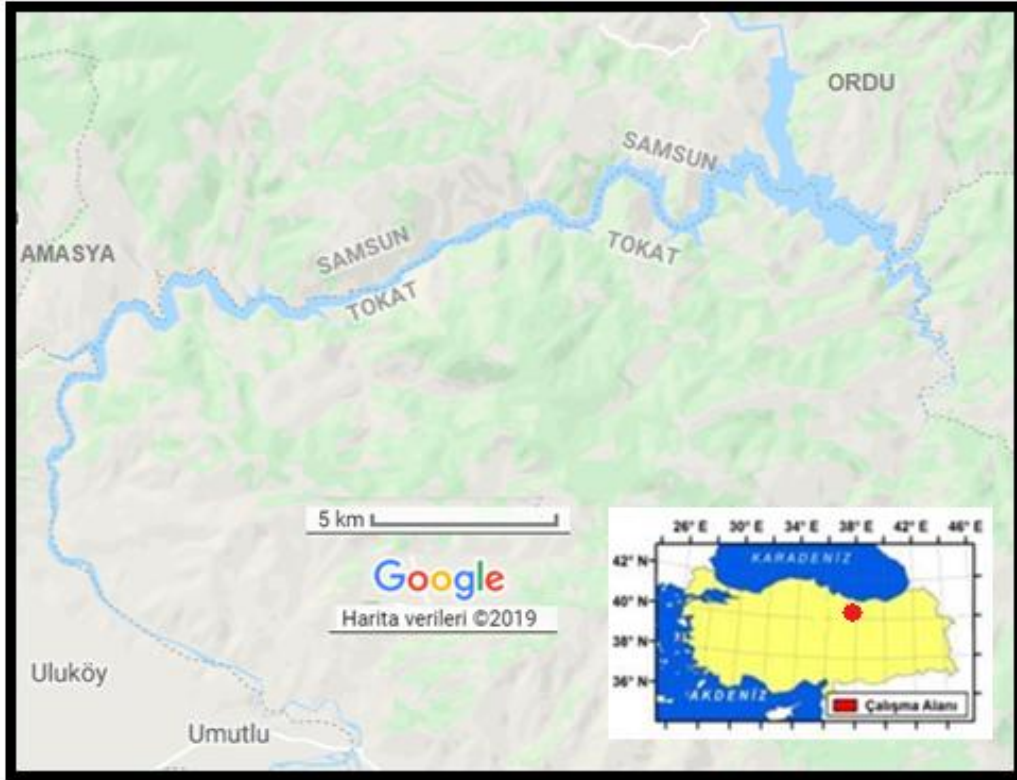 ORDU
SAMSUN
AMASYA
SAMSUN
TOKAT
TOKAT
5 km
Google
Harita verileri ©2019
Uluköy
Umutlu
26° E 30° E 34° E 38° E 42° E 46° E
42° N
40° N
38° N
36° N
KARADENİZ
AKDENİZ
Çalışma Alanı